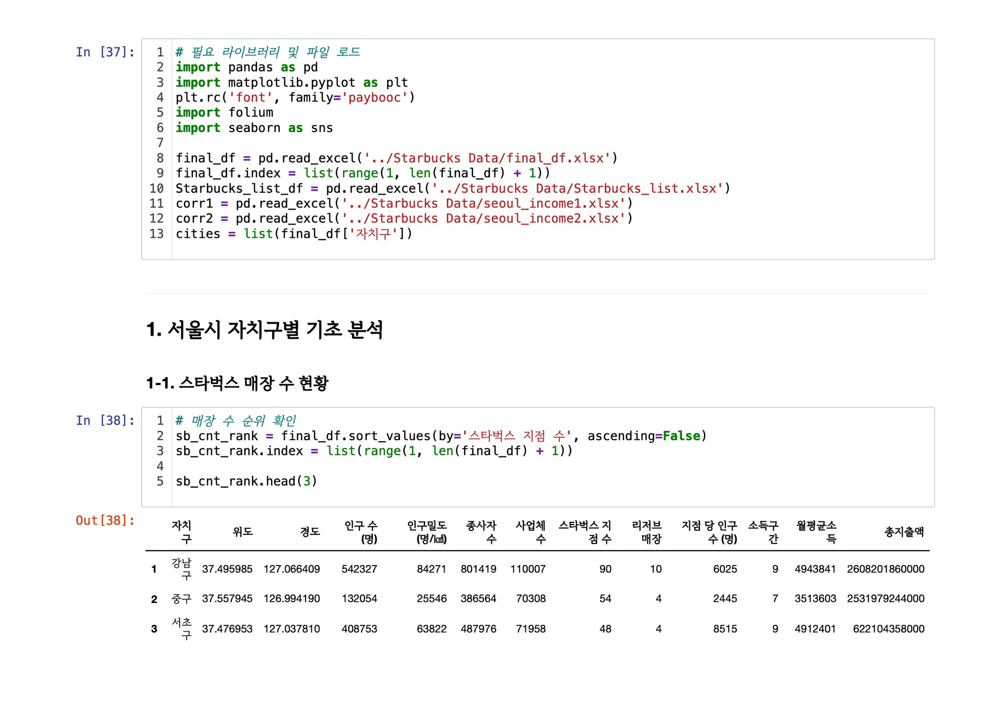 In [37]:
1 # 필요 라이브러리 및 파일 로드
2 import pandas as pd
3 import matplotlib.pyplot as plt
4 plt.rc('font', family='paybooc')
5 import folium
6 import seaborn as sns
7
8 final_df = pd.read_excel('../Starbucks Data/final_df.xlsx')
9 final_df.index = list(range(1, len(final_df) + 1))
10 Starbucks_list_df = pd.read_excel('../Starbucks Data/Starbucks_list.xlsx')
11 corr1 = pd.read_excel('../Starbucks Data/seoul_income1.xlsx')
12 corr2 = pd.read_excel('../Starbucks Data/seoul_income2.xlsx')
13 cities = list(final_df['자치구'])
1. 서울시 자치구별 기초 분석
1-1. 스타벅스 매장 수 현황
In [38]:
1 # 매장 수 순위 확인
2 sb_cnt_rank = final_df.sort_values(by='스타벅스 지점 수', ascending=False)
3 sb_cnt_rank.index = list(range(1, len(final_df) + 1))
4
5 sb_cnt_rank.head(3)
Out[38]:
자치구 위도 경도 인구 수 (명) 인구밀도 (명/㎢) 종사자 수 사업체 수 스타벅스 지점 수 리저브 매장 지점 당 인구 수 (명) 소득구간 월평균소득 총지출액
1 강남구 37.495985 127.066409 542327 84271 801419 110007 90 10 6025 9 4943841 2608201860000
2 중구 37.557945 126.994190 132054 25546 386564 70308 54 4 2445 7 3513603 2531979244000
3 서초구 37.476953 127.037810 408753 63822 487976 71958 48 4 8515 9 4912401 622104358000